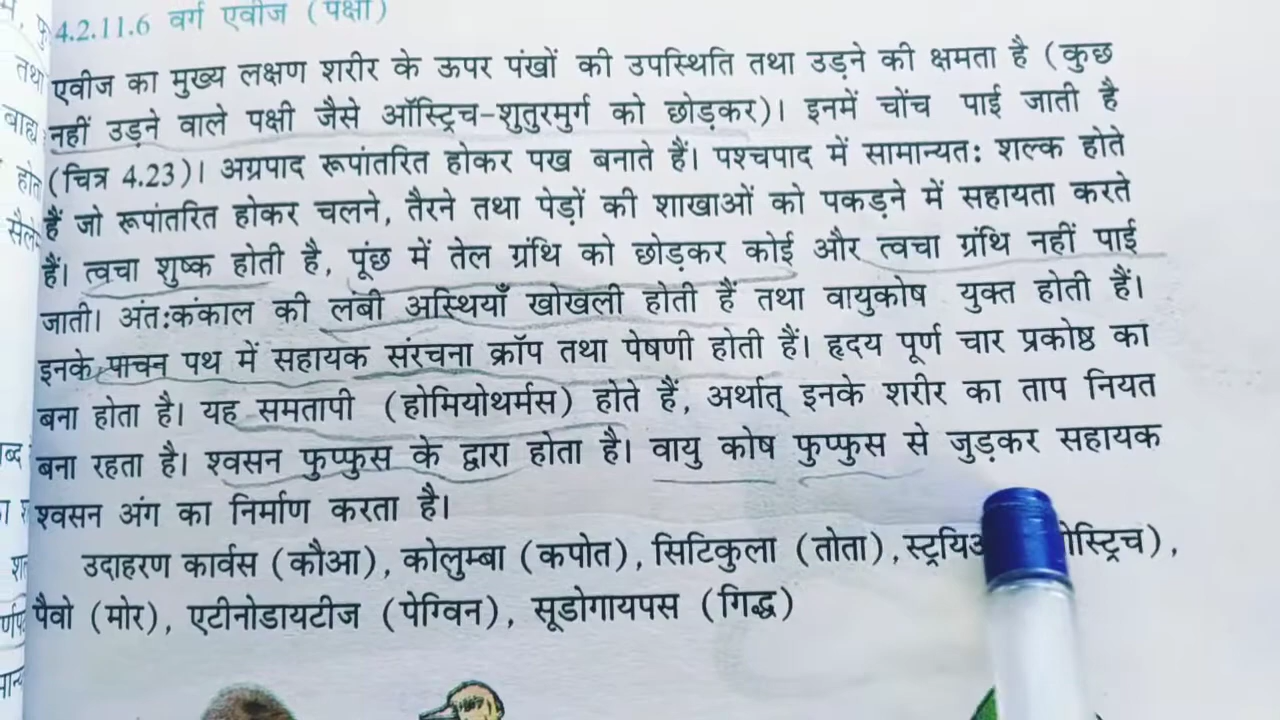 4.2.11.6 वर्ग एवीज (पक्षी)
एवीज का मुख्य लक्षण शरीर के ऊपर पंखों की उपस्थिति तथा उड़ने की क्षमता है (कुछ
नहीं उड़ने वाले पक्षी जैसे ऑस्ट्रिच-शुतुरमुर्ग को छोड़कर)। इनमें चोंच पाई जाती है
(चित्र 4.23)। अग्रपाद रूपांतरित होकर पख बनाते हैं। पश्चपाद में सामान्यतः शल्क होते
हैं जो रूपांतरित होकर चलने, तैरने तथा पेड़ों की शाखाओं को पकड़ने में सहायता करते
हैं। त्वचा शुष्क होती है, पूंछ में तेल ग्रंथि को छोड़कर कोई और त्वचा ग्रंथि नहीं पाई
जाती। अंतःकंकाल की लंबी अस्थियाँ खोखली होती हैं तथा वायुकोष युक्त होती हैं।
इनके पाचन पथ में सहायक संरचना क्रॉप तथा पेषणी होती हैं। हृदय पूर्ण चार प्रकोष्ठ का
बना होता है। यह समतापी (होमियोथर्मस) होते हैं, अर्थात् इनके शरीर का ताप नियत
बना रहता है। श्वसन फुप्फुस के द्वारा होता है। वायु कोष फुप्फुस से जुड़कर सहायक
श्वसन अंग का निर्माण करता है।
उदाहरण कार्वस (कौआ), कोलुम्बा (कपोत), सिटिकुला (तोता),
पैवो (मोर), एटीनोडायटीज (पेग्विन), सूडोगायपस (गिद्ध)